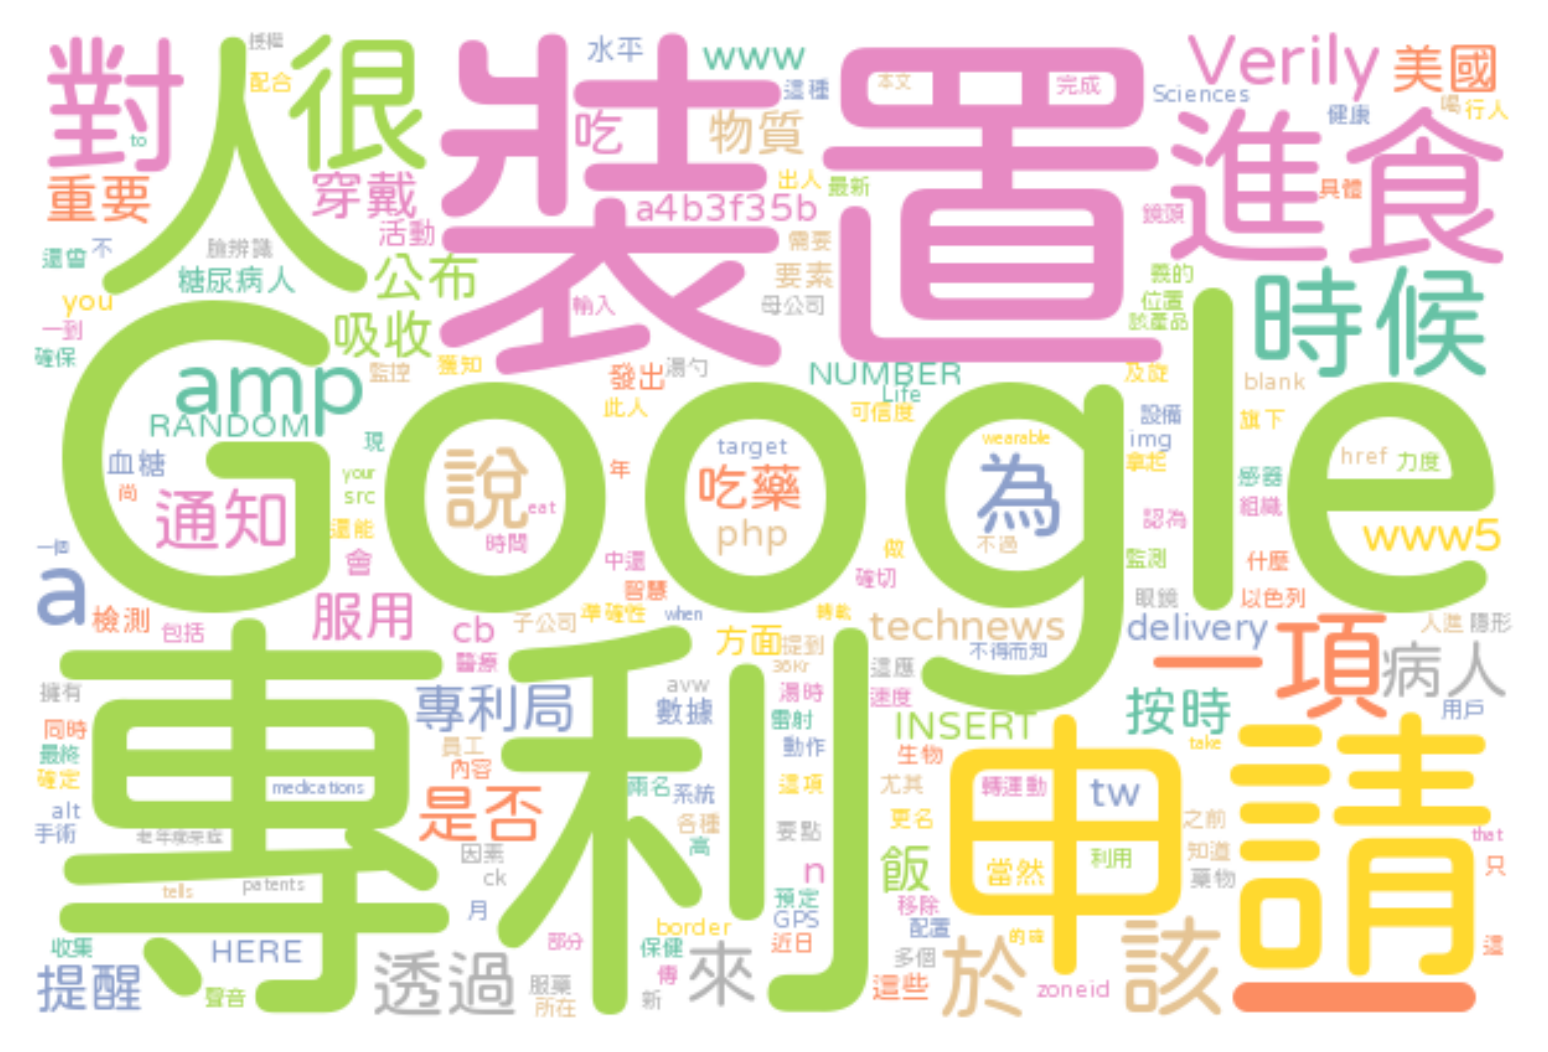 對
人
很
裝置
進食
Google
專利
申請
一項
時候
授權
配合
to
水平
www
這種
吃
物質
本文
完成
Verily
美國
Sciences
健康
喝
行人
重要
穿戴
活動
a4b3f35b
出人
最新
具體
鏡頭
需要
還曾
不
臉辨識
糖尿病人
公布
要素
母公司
義的
位置
該產品
you
一到
確保
吸收
輸入
獲知
監控
amp
RANDOM
發出
湯勺
此人
NUMBER
Life
可信度
及旋
blank
設備
旗下
img
拿起
血糖
現
your
src
尚
通知
還能
說
eat
時間
年
target
吃藥
php
為
wearable
不過
做
確切
認為
監測
感器
組織
什麼
href
力度
www5
一個
a
檢測
包括
會
服用
cb
醫療
子公司
準確性
中還
智慧
when
轉軌
方面
提到
36Kr
technews
不得而知
眼鏡
以色列
delivery
人進
隱形
病人
擁有
專利局
avw
數據
湯時
雷射
動作
這應
速度
INSERT
按時
用戶
take
同時
最終
確定
alt
手術
medications
老年痴呆症
tells
patents
員工
內容
是否
因素
ck
月
兩名
系統
各種
高
這項
要點
n
預定
GPS
近日
生物
尤其
更名
飯
轉運動
tw
當然
利用
之前
知道
藥物
that
只
收集
HERE
提醒
聲音
透過
部分
服藥
所在
border
保健
傳
新
來
移除
配置
多個
這些
的確
於
zoneid
該
這
一